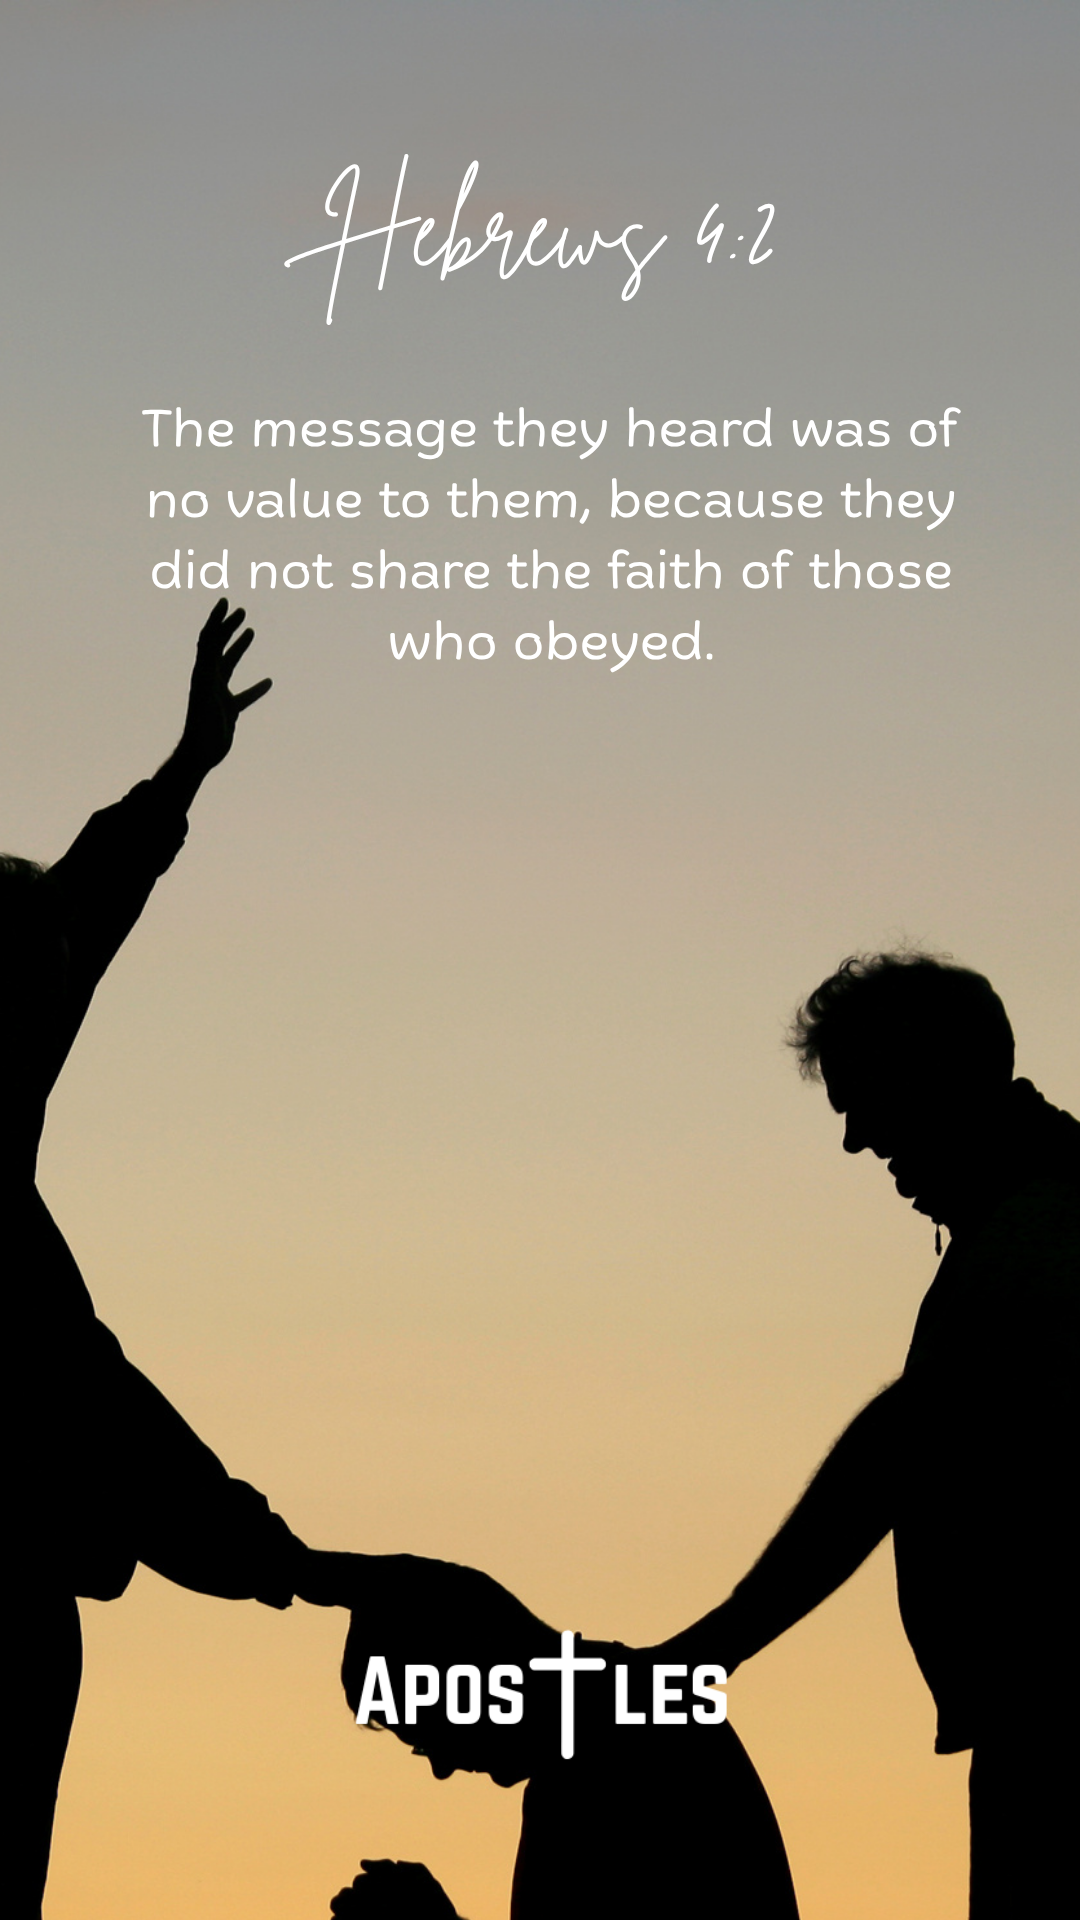 Hebrews 4:2
The message they heard was of
no value to them, because they
did not share the faith of those
who obeyed.
APOSTLES